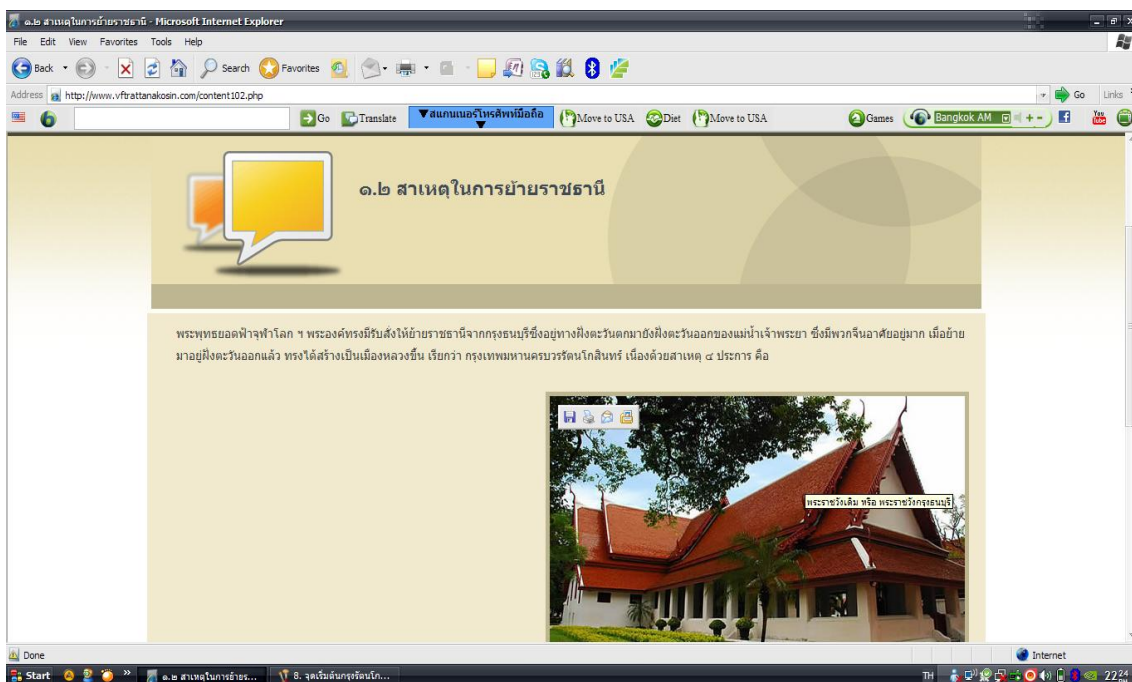 ๑.๒ สาเหตุในการย้ายราชธานี - Microsoft Internet Explorer
File Edit View Favorites Tools Help
Back Search Favorites
Address http://www.vftrattanakosin.com/content102.php Go Links
Go Translate ▼สแกนเนอร์โทรศัพท์มือถือ▼ Move to USA Diet Move to USA Games Bangkok AM You Tube
๑.๒ สาเหตุในการย้ายราชธานี
พระพุทธยอดฟ้าจุฬาโลก ฯ พระองค์ทรงมีรับสั่งให้ย้ายราชธานีจากกรุงธนบุรีซึ่งอยู่ทางฝั่งตะวันตกมายังฝั่งตะวันออกของแม่น้ำเจ้าพระยา ซึ่งมีพวกจีนอาศัยอยู่มาก เมื่อย้าย
มาอยู่ฝั่งตะวันออกแล้ว ทรงได้สร้างเป็นเมืองหลวงขึ้น เรียกว่า กรุงเทพมหานครบวรรัตนโกสินทร์ เนื่องด้วยสาเหตุ ๔ ประการ คือ
พระราชวังเดิม หรือ พระราชวังกรุงธนบุรี
Done Internet
Start ๑.๒ สาเหตุในการย้ายร... 8. จุดเริ่มต้นกรุงรัตนโก... TH 22 24 PM